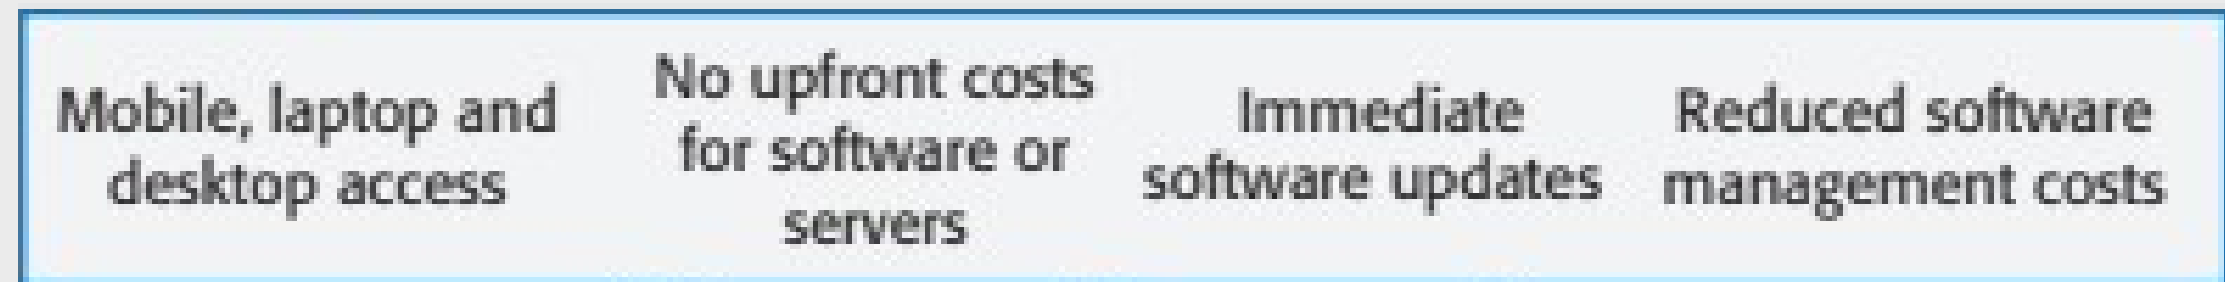 Mobile, laptop and
desktop access
No upfront costs
for software or
servers
Immediate
software updates
Reduced software
management costs